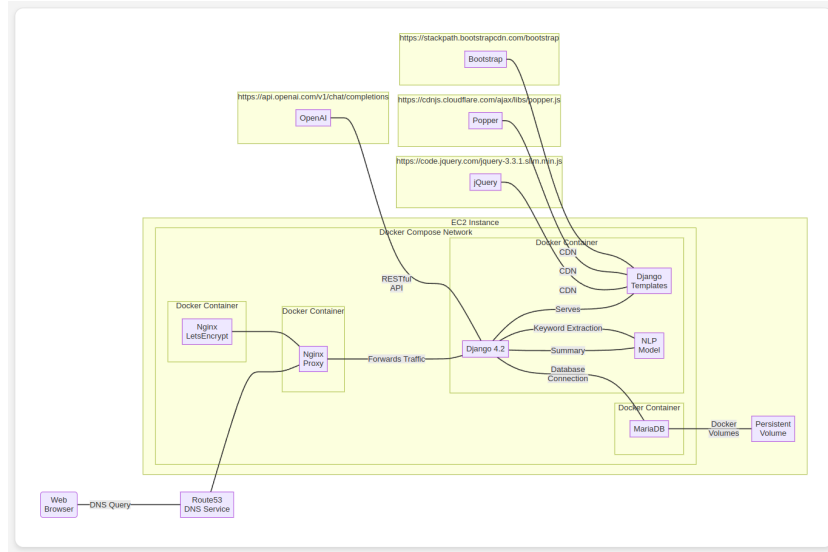 https://stackpath.bootstrapcdn.com/bootstrap
Bootstrap
https://api.openai.com/v1/chat/completions
OpenAI
https://cdnjs.cloudflare.com/ajax/libs/popper.js
Popper
https://code.jquery.com/jquery-3.3.1.slim.min.js
jQuery
EC2 Instance
Docker Compose Network
Docker Container
CDN
CDN
CDN
Django
Templates
RESTful
API
Serves
Keyword Extraction
Summary
Database
Connection
Django 4.2
NLP
Model
Docker Container
Nginx
LetsEncrypt
Docker Container
Nginx
Proxy
Forwards Traffic
Docker Container
MariaDB
Docker
Volumes
Persistent
Volume
Web
Browser
DNS Query
Route53
DNS Service